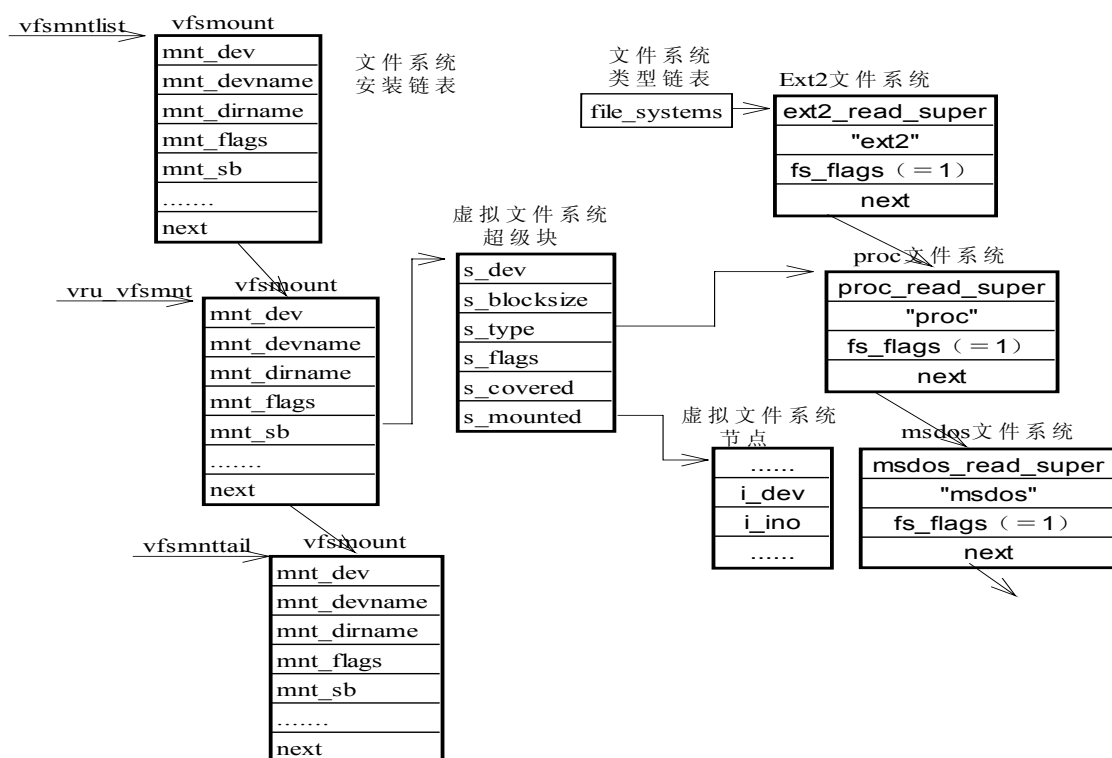 vfsmntlist
vfsmount
mnt_dev
mnt_devname
mnt_dirname
mnt_flags
mnt_sb
.......
next
文件系统
安装链表
文件系统
类型链表
file_systems
Ext2文件系统
ext2_read_super
"ext2"
fs_flags（＝1）
next
vru_vfsmnt
vfsmount
mnt_dev
mnt_devname
mnt_dirname
mnt_flags
mnt_sb
.......
next
虚拟文件系统
超级块
s_dev
s_blocksize
s_type
s_flags
s_covered
s_mounted
proc文件系统
proc_read_super
"proc"
fs_flags（＝1）
next
虚拟文件系统
节点
......
i_dev
i_ino
......
msdos文件系统
msdos_read_super
"msdos"
fs_flags（＝1）
next
vfsmnttail
vfsmount
mnt_dev
mnt_devname
mnt_dirname
mnt_flags
mnt_sb
.......
next